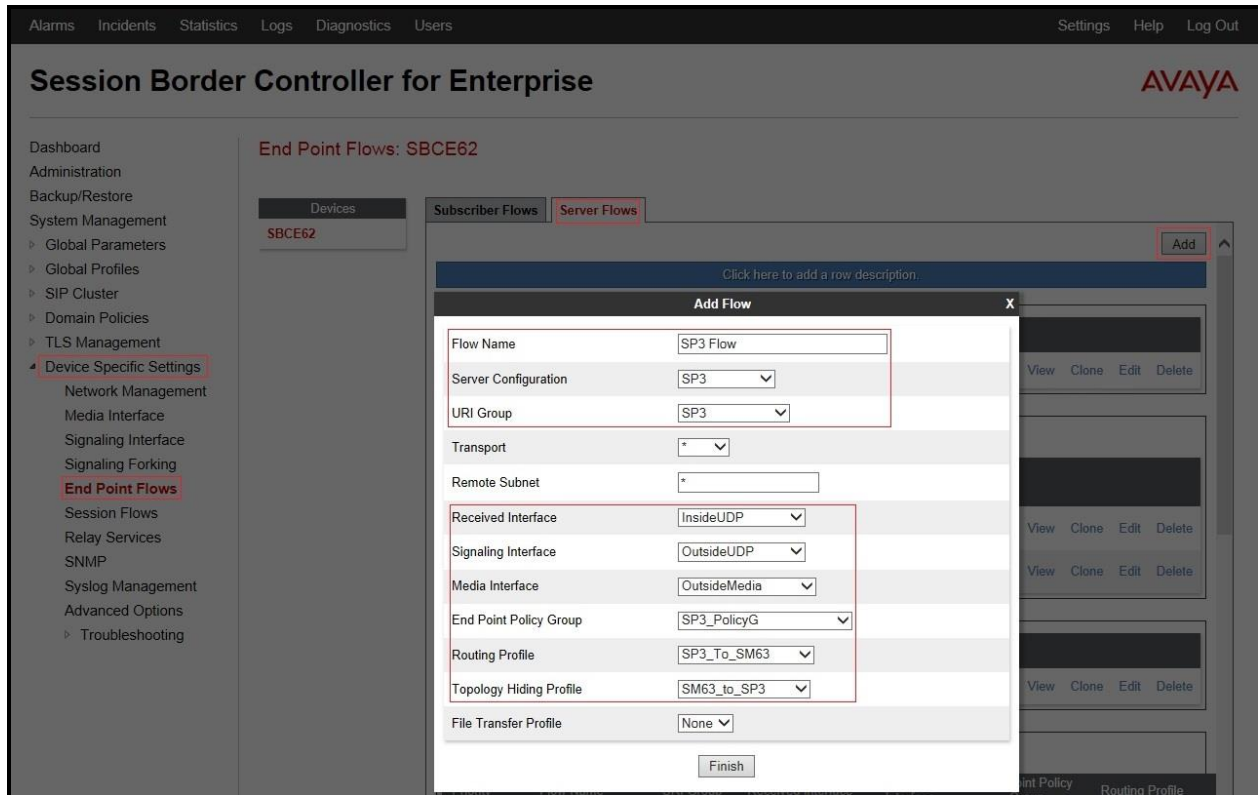 Alarms Incidents Statistics Logs Diagnostics Users Settings Help Log Out
Session Border Controller for Enterprise
AVAYA
Dashboard
Administration
Backup/Restore
System Management
Global Parameters
Global Profiles
SIP Cluster
Domain Policies
TLS Management
Device Specific Settings
Network Management
Media Interface
Signaling Interface
Signaling Forking
End Point Flows
Session Flows
Relay Services
SNMP
Syslog Management
Advanced Options
Troubleshooting
End Point Flows: SBCE62
Devices
SBCE62
Subscriber Flows Server Flows
Add
Click here to add a row description.
Add Flow X
Flow Name SP3 Flow
Server Configuration SP3
URI Group SP3
Transport *
Remote Subnet *
Received Interface InsideUDP
Signaling Interface OutsideUDP
Media Interface OutsideMedia
End Point Policy Group SP3_PolicyG
Routing Profile SP3_To_SM63
Topology Hiding Profile SM63_to_SP3
File Transfer Profile None
Finish
View Clone Edit Delete
View Clone Edit Delete
View Clone Edit Delete
View Clone Edit Delete
Policy Routing Profile